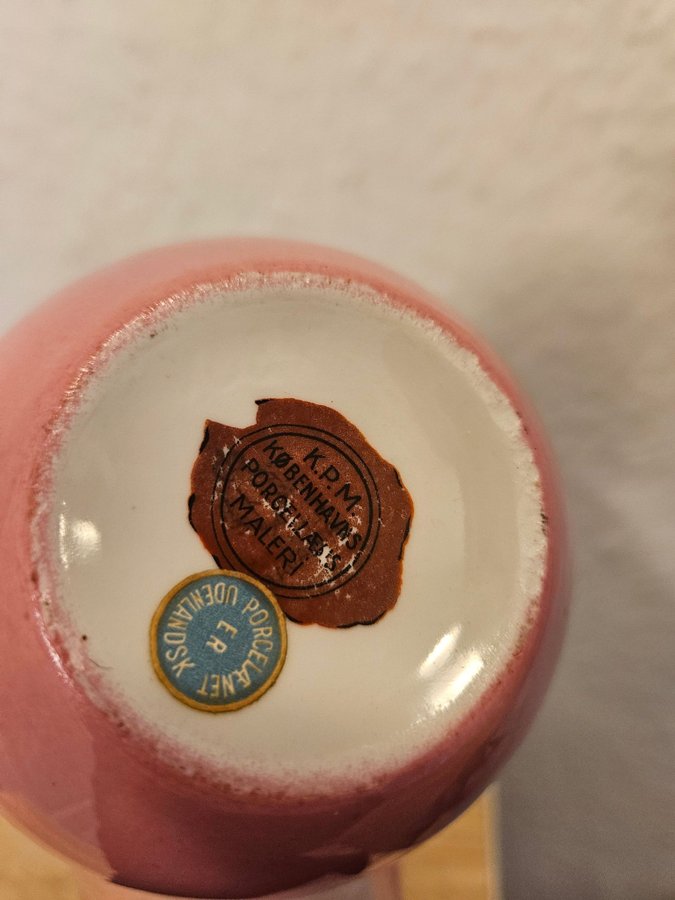 K.P.M.
KØBENHAVNS
PORCELLÆNS
MALERI
PORCELÆNET
ER
UDENLANDSK